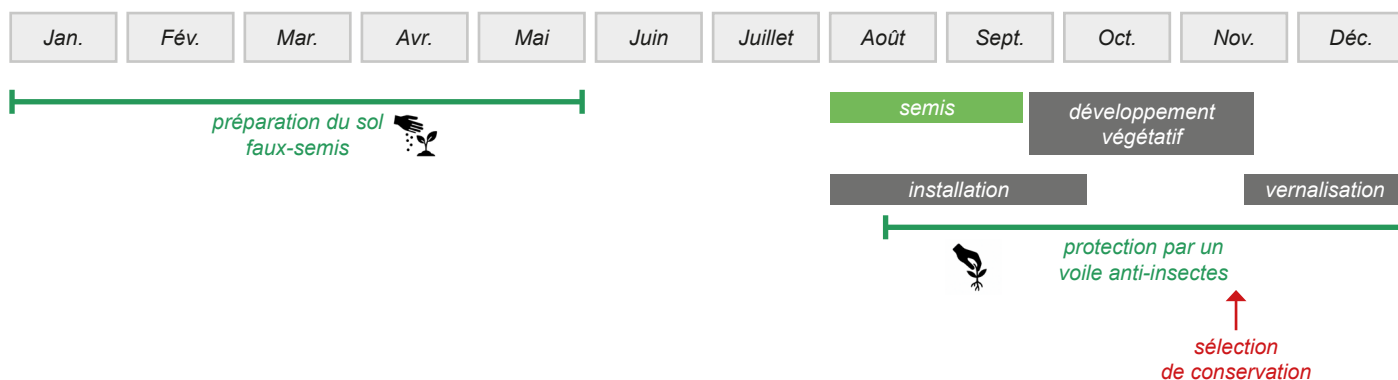 Jan. Fév. Mar. Avr. Mai Juin Juillet Août Sept. Oct. Nov. Déc.
préparation du sol
faux-semis
semis
développement
végétatif
installation
vernalisation
protection par un
voile anti-insectes
sélection
de conservation